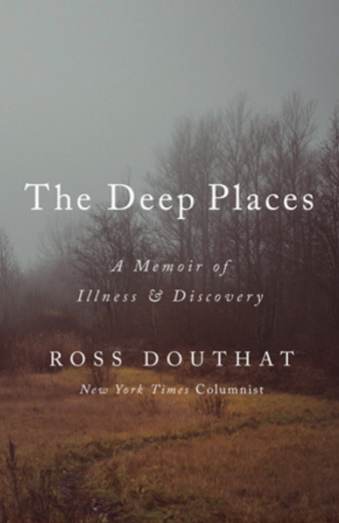 The Deep Places
A Memoir of
Illness & Discovery
ROSS DOUTHAT
New York Times Columnist